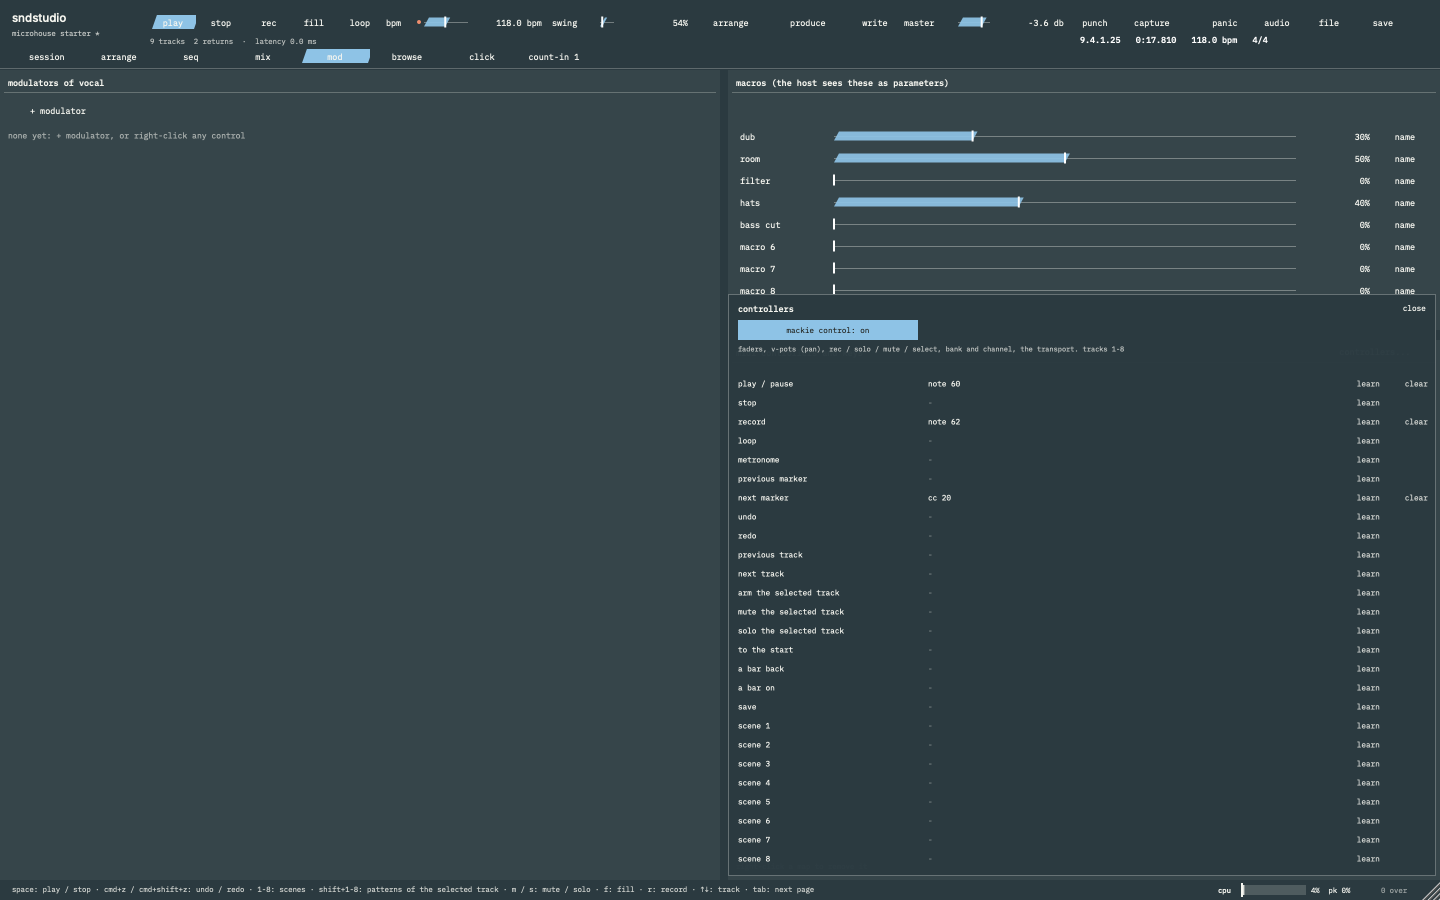 sndstudio
microhouse starter *
play stop rec fill loop bpm 118.0 bpm swing 54% arrange produce write master -3.6 db punch capture panic audio file save
9 tracks 2 returns - latency 0.0 ms
9.4.1.25 0:17.810 118.0 bpm 4/4
session arrange seq mix mod browse click count-in 1
modulators of vocal
+ modulator
none yet: + modulator, or right-click any control
macros (the host sees these as parameters)
dub 30% name
room 50% name
filter 0% name
hats 40% name
bass cut 0% name
macro 6 0% name
macro 7 0% name
macro 8 0% name
controllers close
mackie control: on
faders, v-pots (pan), rec / solo / mute / select, bank and channel, the transport. tracks 1-8
play / pause note 60 learn clear
stop - learn
record note 62 learn clear
loop - learn
metronome - learn
previous marker - learn
next marker cc 20 learn clear
undo - learn
redo - learn
previous track - learn
next track - learn
arm the selected track - learn
mute the selected track - learn
solo the selected track - learn
to the start - learn
a bar back - learn
a bar on - learn
save - learn
scene 1 - learn
scene 2 - learn
scene 3 - learn
scene 4 - learn
scene 5 - learn
scene 6 - learn
scene 7 - learn
scene 8 - learn
space: play / stop · cmd+z / cmd+shift+z: undo / redo · 1-8: scenes · shift+1-8: patterns of the selected track · m / s: mute / solo · f: fill · r: record · ↑↓: track · tab: next page
cpu 4% pk 0% 0 over